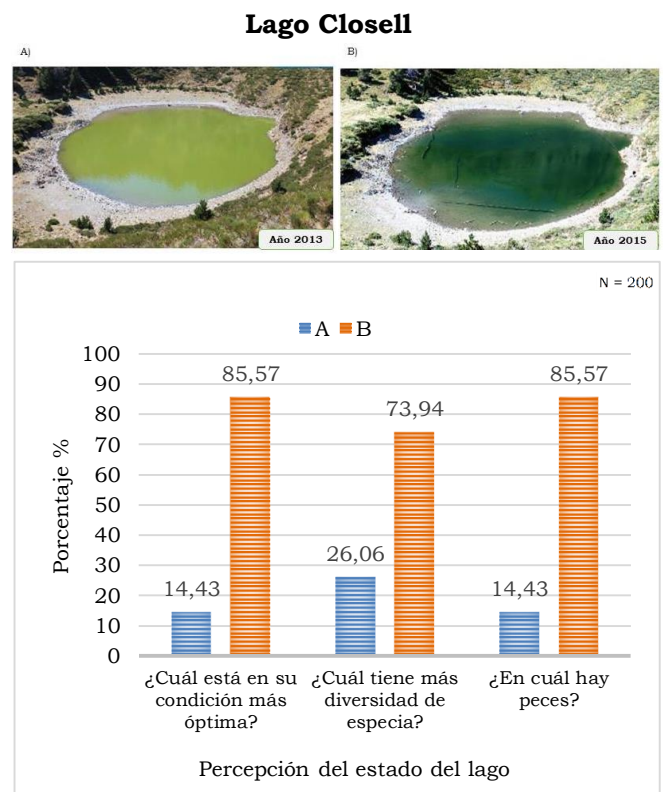 Lago Closell
A)
B)
Año 2013
Año 2015
N = 200
A B
100
90
80
70
60
50
40
30
20
10
0
85,57
73,94
85,57
14,43
26,06
14,43
Porcentaje %
¿Cuál está en su
condición más
óptima?
¿Cuál tiene más
diversidad de
especia?
¿En cuál hay
peces?
Percepción del estado del lago